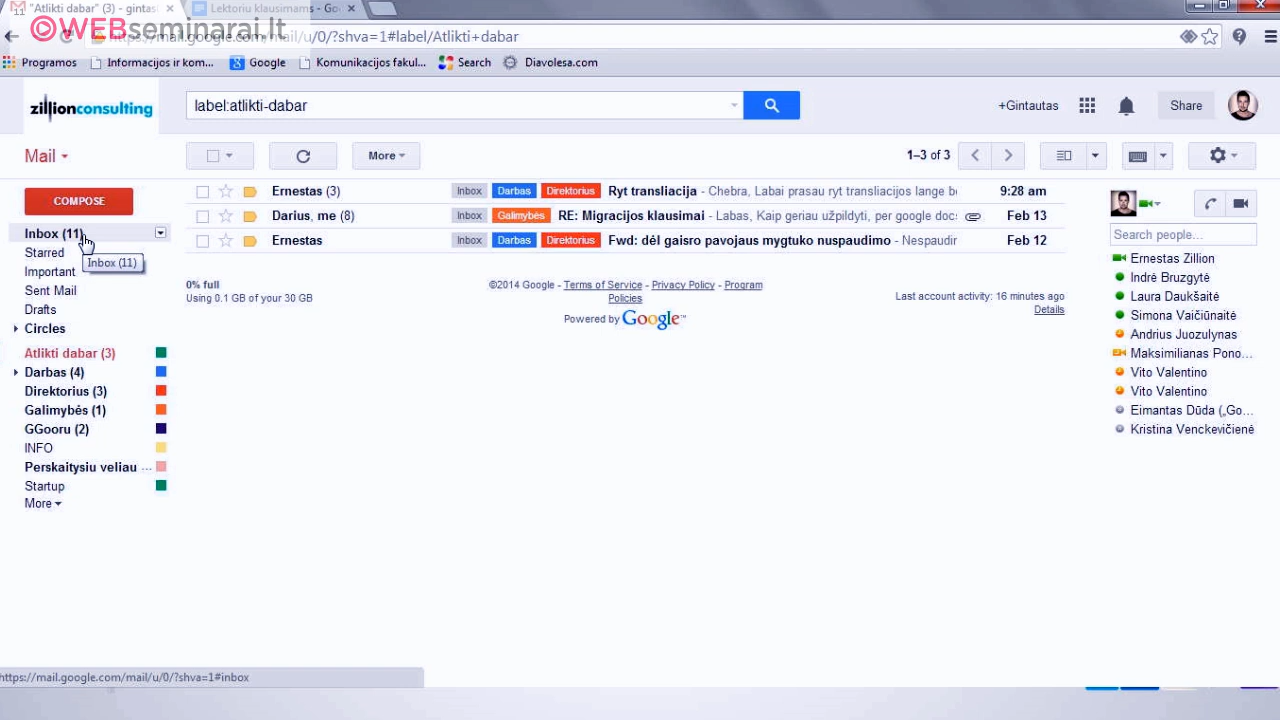 "Atlikti dabar" (3) - gintas
Lektoriu klausimams - Go
©WEBseminarai.lt
https://mail.google.com/mail/u/0/?shva=1#label/Atlikti+dabar
Programos
Informacijos ir kom...
Google
Komunikacijos fakul...
Search
Diavolesa.com
zillionconsulting
label:atlikti-dabar
+Gintautas
Share
Mail
More
1–3 of 3
COMPOSE
Inbox (11)
Inbox (11)
Starred
Important
Sent Mail
Drafts
Circles
Atlikti dabar (3)
Darbas (4)
Direktorius (3)
Galimybės (1)
GGooru (2)
INFO
Perskaitysiu veliau ...
Startup
More
Ernestas (3) Inbox Darbas Direktorius Ryt transliacija - Chebra, Labai prasau ryt transliacijos lange be 9:28 am
Darius, me (8) Inbox Galimybės RE: Migracijos klausimai - Labas, Kaip geriau užpildyti, per google docs Feb 13
Ernestas Inbox Darbas Direktorius Fwd: dėl gaisro pavojaus mygtuko nuspaudimo - Nespaudir Feb 12
0% full
Using 0.1 GB of your 30 GB
©2014 Google - Terms of Service - Privacy Policy - Program
Policies
Powered by Google™
Last account activity: 16 minutes ago
Details
Search people...
Ernestas Zillion
Indrė Bruzgytė
Laura Daukšaitė
Simona Vaičiūnaitė
Andrius Juozulynas
Maksimilianas Pono...
Vito Valentino
Vito Valentino
Eimantas Dūda („Go...
Kristina Venckevičienė
https://mail.google.com/mail/u/0/?shva=1#inbox